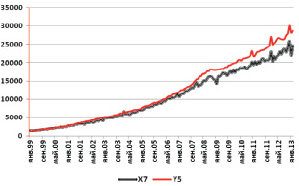 35000
30000
25000
20000
15000
10000
5000
0
янв.99
сен.99
май.00
янв.01
сен.01
май.02
янв.03
сен.03
май.04
янв.05
сен.05
май.06
янв.07
сен.07
май.08
янв.09
сен.09
май.10
янв.11
сен.11
май.12
янв.13
X7
Y5